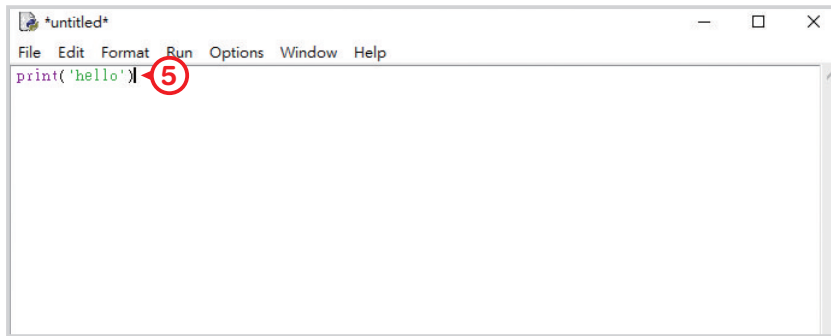 *untitled*
File Edit Format Run Options Window Help
print('hello') 5